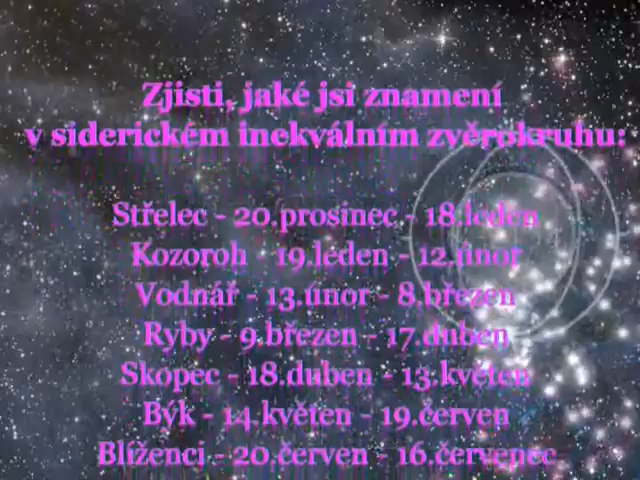 Zjisti, jaké jsi znamení
v siderickém inekválním zvěrokruhu:
Střelec - 20.prosinec - 18.leden
Kozoroh - 19.leden - 12.únor
Vodnář - 13.únor - 8.březen
Ryby - 9.březen - 17.duben
Skopec - 18.duben - 13.květen
Býk - 14.květen - 19.červen
Blíženci - 20.červen - 16.červenec